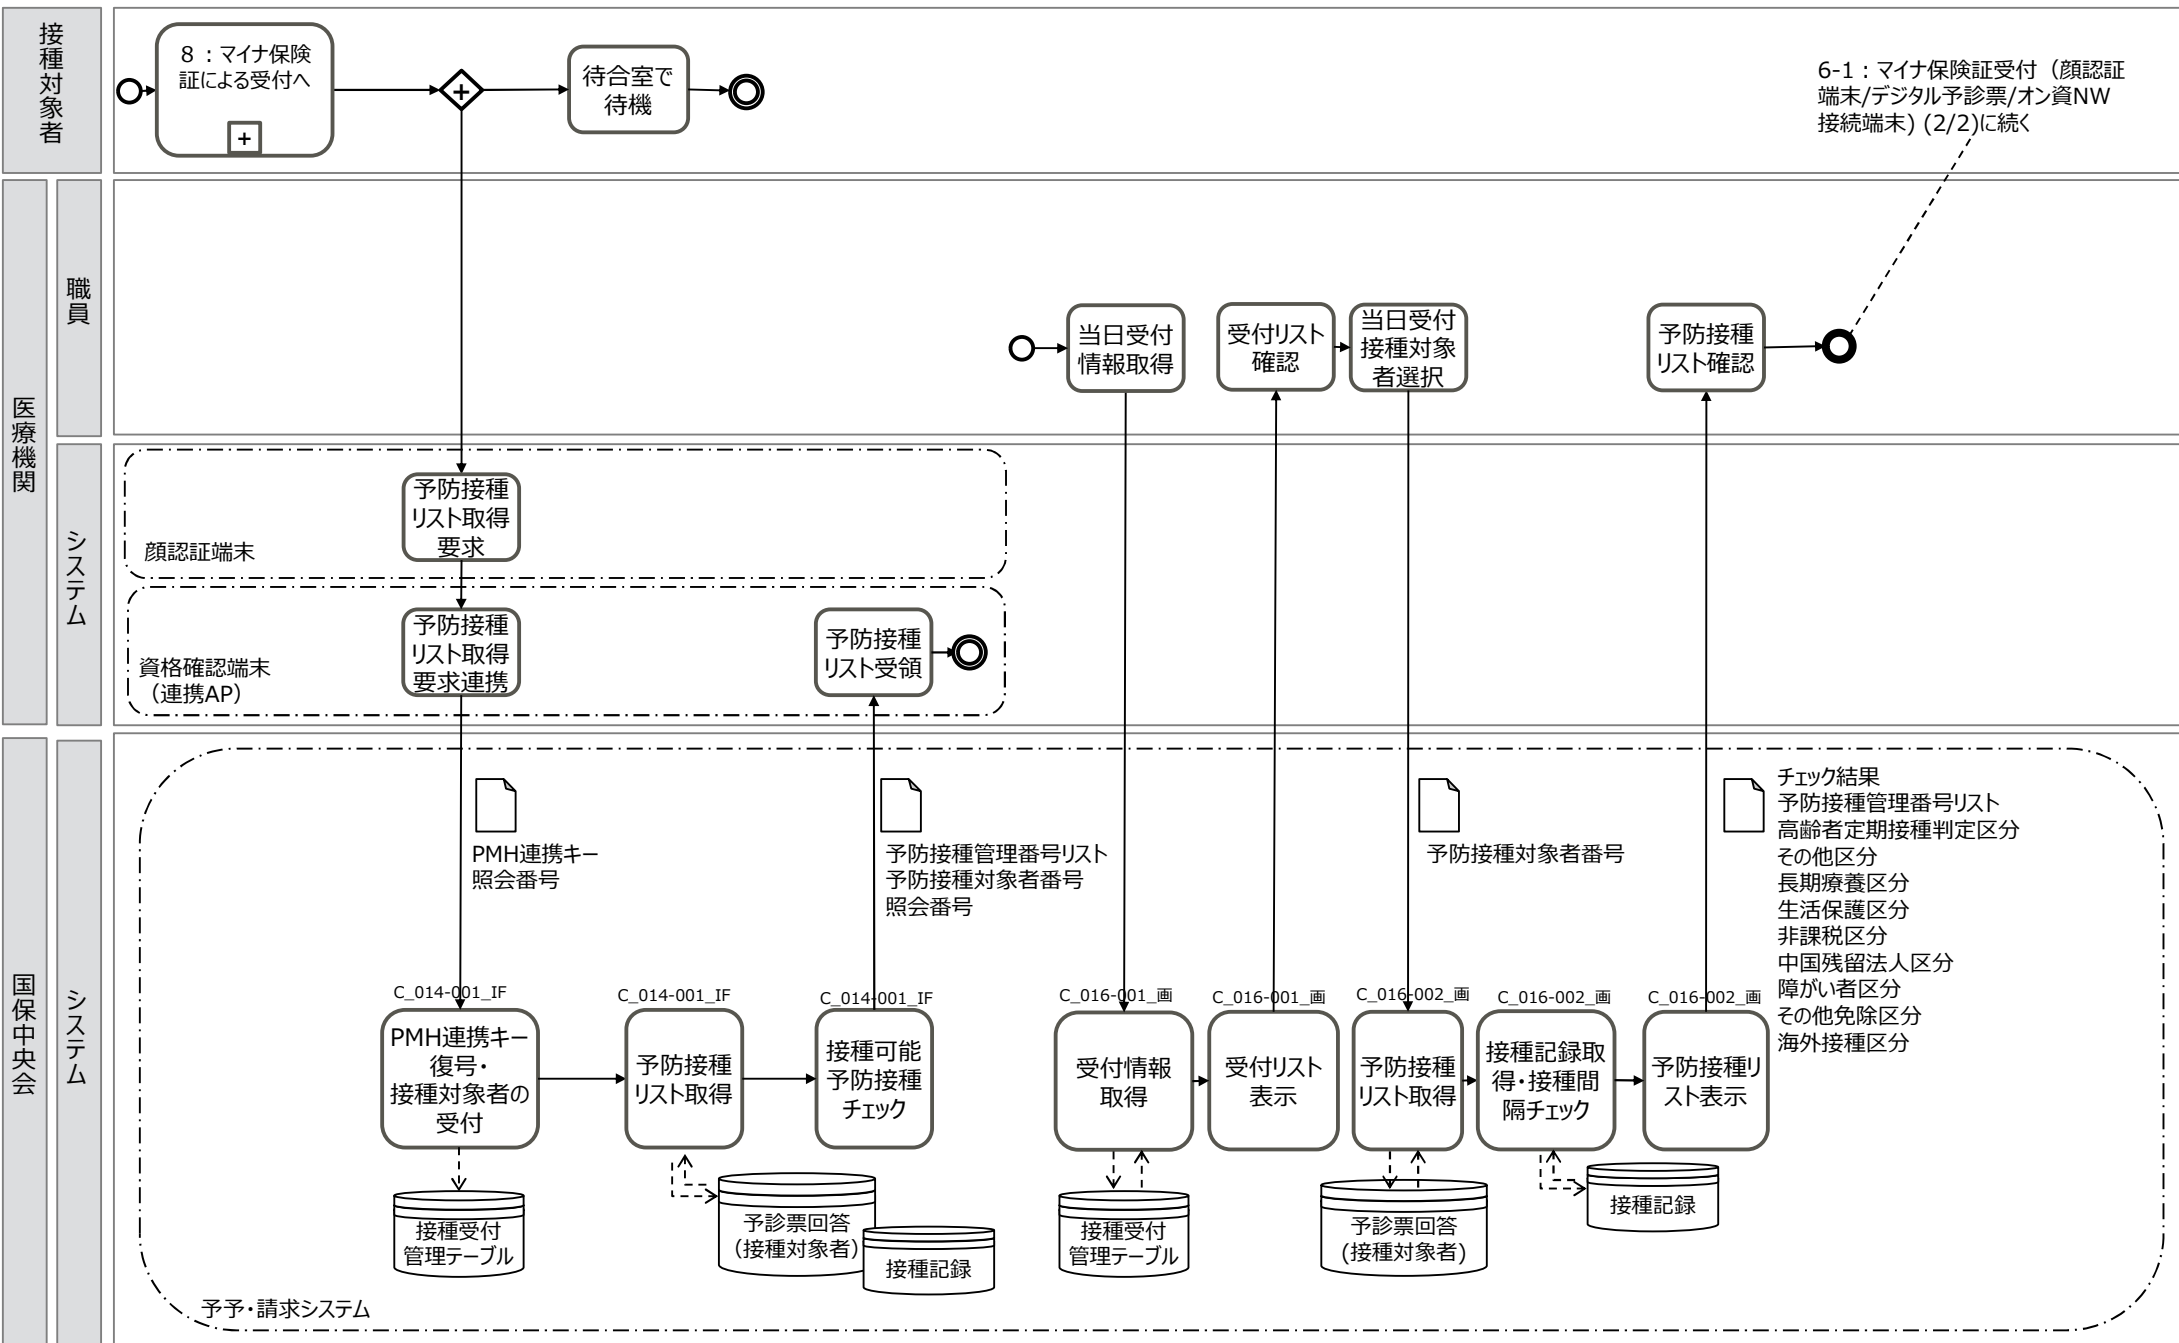 接種対象者
8：マイナ保険
証による受付へ
+
+
待合室で
待機
6-1：マイナ保険証受付（顔認証
端末/デジタル予診票/オン資NW
接続端末) (2/2)に続く
医療機関
職員
当日受付
情報取得
受付リスト
確認
当日受付
接種対象
者選択
予防接種
リスト確認
システム
予防接種
リスト取得
要求
顔認証端末
予防接種
リスト取得
要求連携
予防接種
リスト受領
資格確認端末
（連携AP）
国保中央会
システム
PMH連携キー
照会番号
予防接種管理番号リスト
予防接種対象者番号
照会番号
予防接種対象者番号
チェック結果
予防接種管理番号リスト
高齢者定期接種判定区分
その他区分
長期療養区分
生活保護区分
非課税区分
中国残留法人区分
障がい者区分
その他免除区分
海外接種区分
C_014-001_IF
PMH連携キー
復号・
接種対象者の
受付
C_014-001_IF
予防接種
リスト取得
C_014-001_IF
接種可能
予防接種
チェック
C_016-001_画
受付情報
取得
C_016-001_画
受付リスト
表示
C_016-002_画
予防接種
リスト取得
C_016-002_画
接種記録取
得・接種間
隔チェック
C_016-002_画
予防接種リ
スト表示
接種受付
管理テーブル
予診票回答
（接種対象者）
接種記録
接種受付
管理テーブル
予診票回答
(接種対象者)
接種記録
予予・請求システム